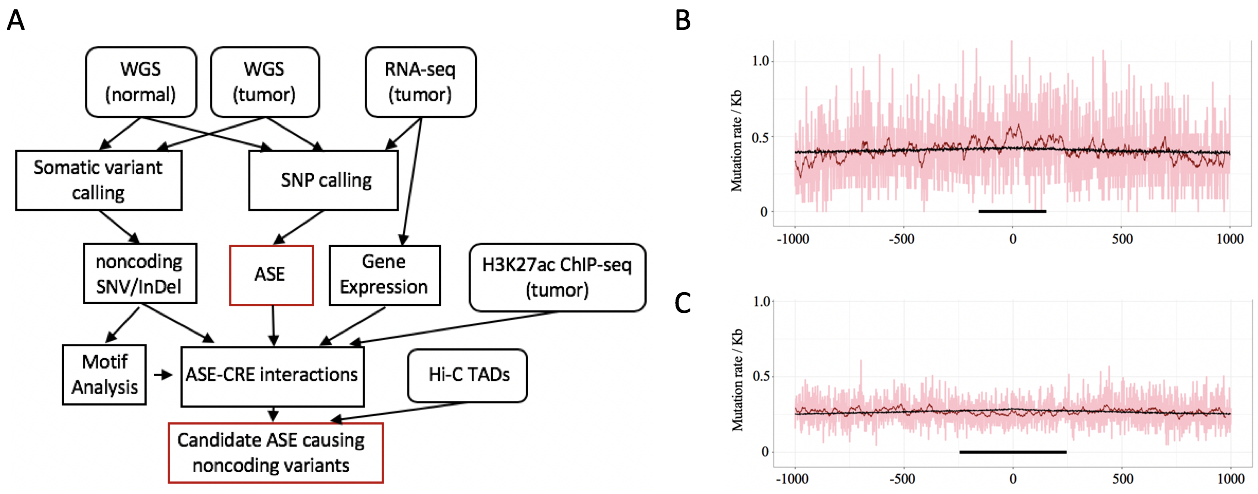 A
WGS
(normal)
WGS
(tumor)
RNA-seq
(tumor)
Somatic variant
calling
SNP calling
noncoding
SNV/InDel
ASE
Gene
Expression
H3K27ac ChIP-seq
(tumor)
Motif
Analysis
ASE-CRE interactions
Hi-C TADs
Candidate ASE causing
noncoding variants
B
Mutation rate / Kb
1.0
0.5
0
-1000
-500
0
500
1000
C
Mutation rate / Kb
1.0
0.5
0
-1000
-500
0
500
1000